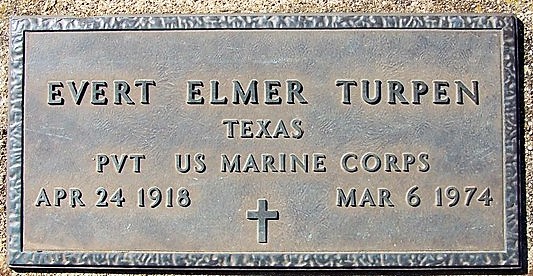 EVERT ELMER TURPEN
TEXAS
PVT US MARINE CORPS
APR 24 1918 MAR 6 1974